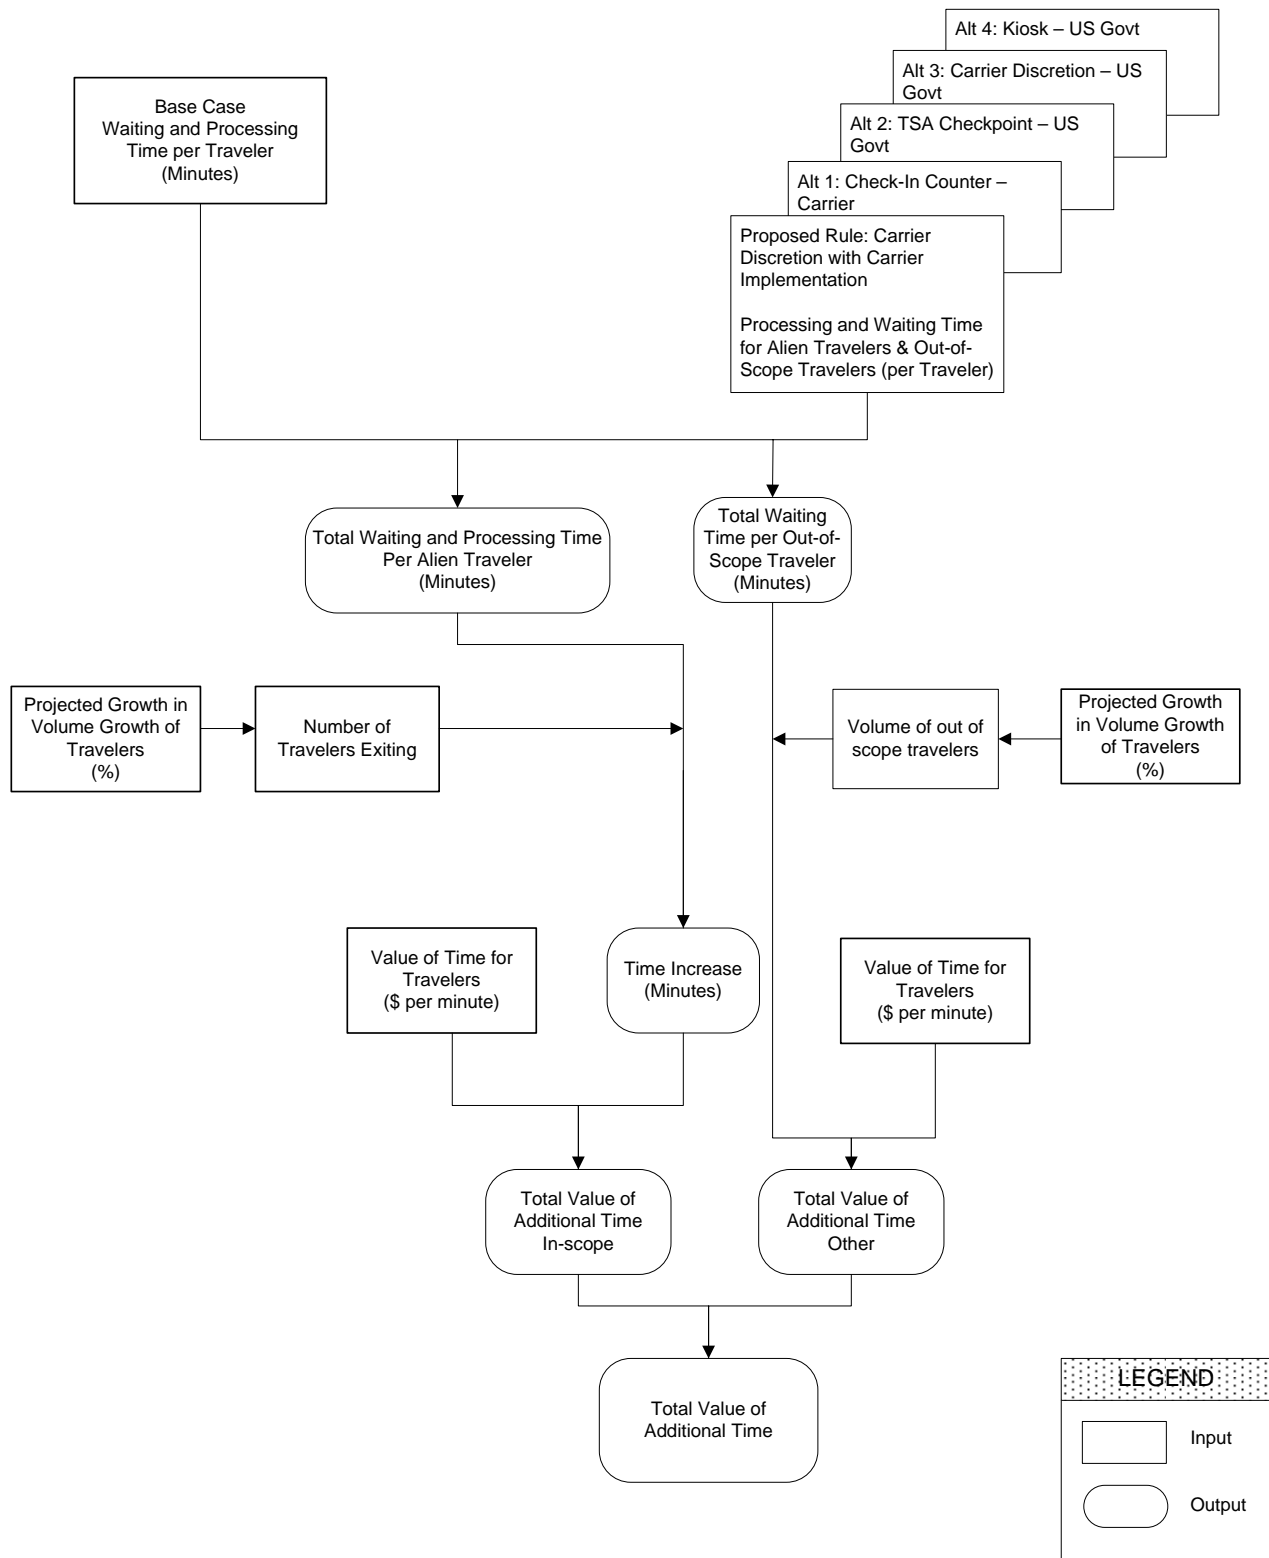 Alt 4: Kiosk – US Govt
Alt 3: Carrier Discretion – US
Govt
Alt 2: TSA Checkpoint – US
Govt
Alt 1: Check-In Counter –
Carrier
Base Case
Waiting and Processing
Time per Traveler
(Minutes)
Proposed Rule: Carrier
Discretion with Carrier
Implementation
Processing and Waiting Time
for Alien Travelers & Out-of-
Scope Travelers (per Traveler)
Total Waiting and Processing Time
Per Alien Traveler
(Minutes)
Total Waiting
Time per Out-of-
Scope Traveler
(Minutes)
Projected Growth in
Volume Growth of
Travelers
(%)
Number of
Travelers Exiting
Volume of out of
scope travelers
Projected Growth
in Volume Growth
of Travelers
(%)
Value of Time for
Travelers
($ per minute)
Time Increase
(Minutes)
Value of Time for
Travelers
($ per minute)
Total Value of
Additional Time
In-scope
Total Value of
Additional Time
Other
Total Value of
Additional Time
LEGEND
Input
Output